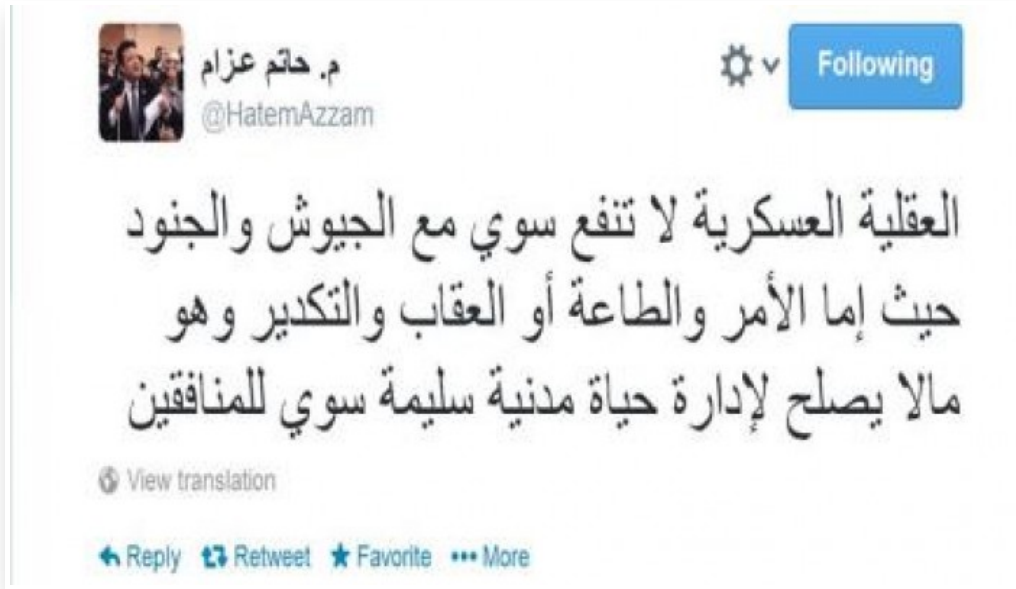 م. حاتم عزام
@HatemAzzam
Following
العقلية العسكرية لا تنفع سوي مع الجيوش والجنود
حيث إما الأمر والطاعة أو العقاب والتكدير وهو
مالا يصلح لإدارة حياة مدنية سليمة سوي للمنافقين
View translation
Reply Retweet Favorite More